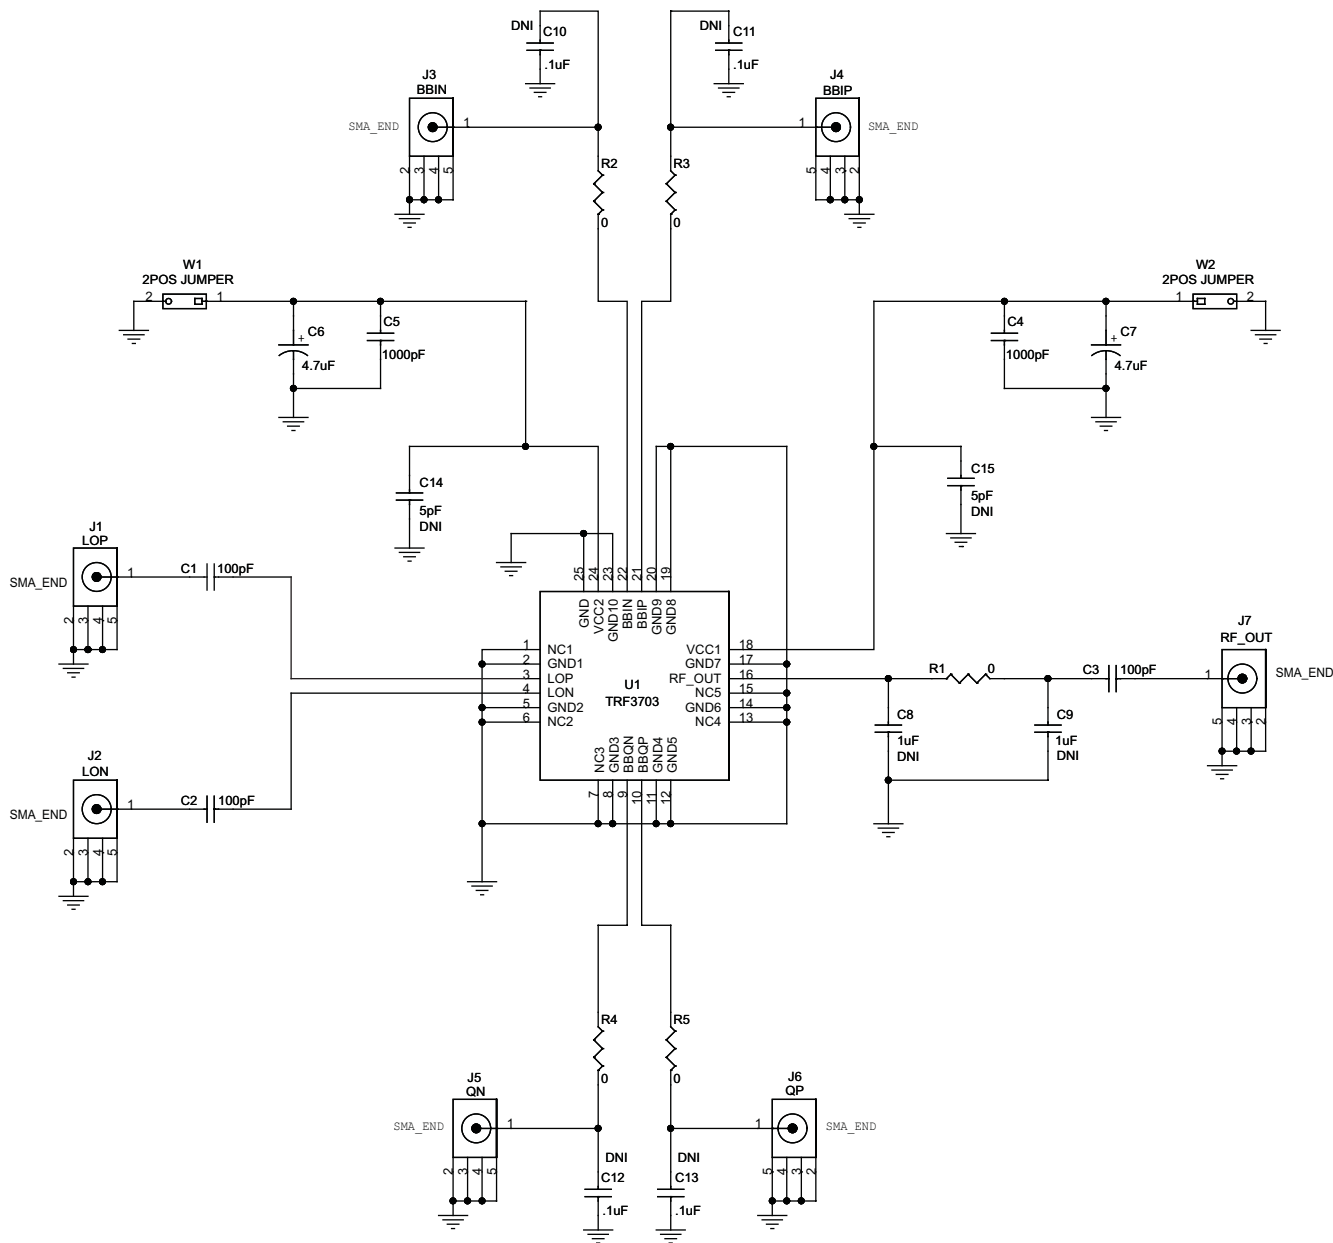 DNI
C10
.1uF
DNI
C11
.1uF
J3
BBIN
SMA_END
1
2
3
4
5
J4
BBIP
1
SMA_END
5
4
3
2
R2
0
R3
0
W1
2POS JUMPER
2
1
W2
2POS JUMPER
1
2
C6
+
4.7uF
C5
1000pF
C4
1000pF
C7
+
4.7uF
C14
5pF
DNI
C15
5pF
DNI
J1
LOP
SMA_END
1
2
3
4
5
C1
100pF
25
24
23
22
21
20
19
GND
VCC2
GND10
BBIN
BBIP
GND9
GND8
1 NC1
2 GND1
3 LOP
4 LON
5 GND2
6 NC2
U1
TRF3703
VCC1 18
GND7 17
RF_OUT 16
NC5 15
GND6 14
NC4 13
NC3
GND3
BBQN
BBQP
GND4
GND5
7
8
9
10
11
12
R1
0
C3
100pF
J7
RF_OUT
1
SMA_END
5
4
3
2
C8
1uF
DNI
C9
1uF
DNI
J2
LON
SMA_END
1
2
3
4
5
C2
100pF
R4
0
R5
0
J5
QN
SMA_END
1
2
3
4
5
J6
QP
1
SMA_END
5
4
3
2
DNI
C12
.1uF
DNI
C13
.1uF